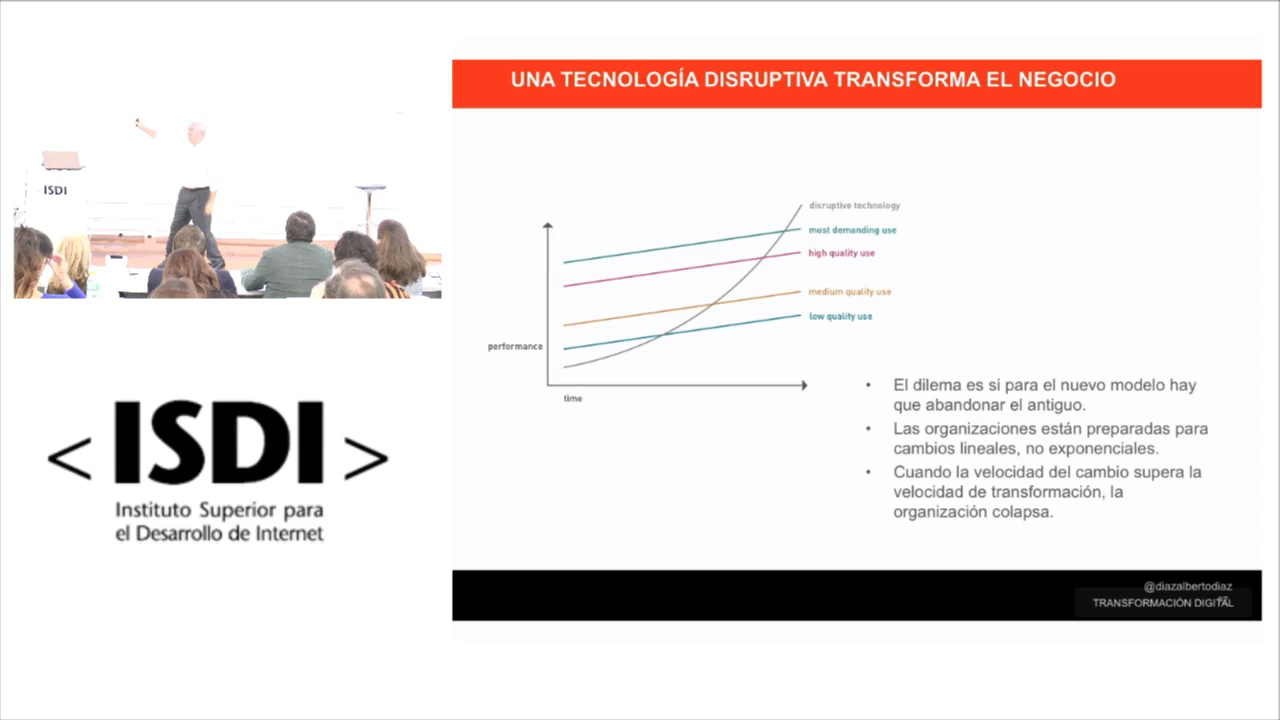 ISDI
<ISDI>
Instituto Superior para
el Desarrollo de Internet
UNA TECNOLOGÍA DISRUPTIVA TRANSFORMA EL NEGOCIO
disruptive technology
most demanding use
high quality use
medium quality use
low quality use
performance
time
• El dilema es si para el nuevo modelo hay
que abandonar el antiguo.
• Las organizaciones están preparadas para
cambios lineales, no exponenciales.
• Cuando la velocidad del cambio supera la
velocidad de transformación, la
organización colapsa.
@diazalbertodiaz
TRANSFORMACIÓN DIGITAL